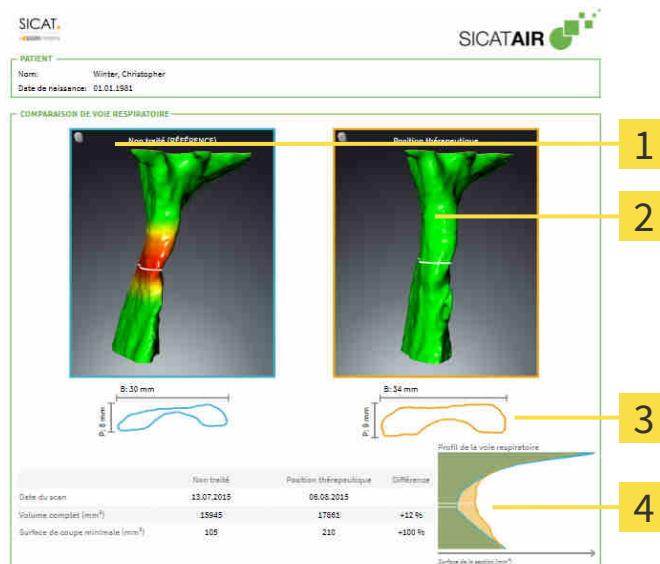 SICAT.
SICATAIR
PATIENT
Nom: Winter, Christopher
Date de naissance: 01.01.1981
COMPARAISON DE VOIE RESPIRATOIRE
Non traité (RÉFÉRENCE)
Position thérapeutique
1
2
B: 30 mm
B: 34 mm
P: 8 mm
P: 9 mm
3
Profil de la voie respiratoire
Non traité Position thérapeutique Différence
Date du scan 13.07.2015 06.08.2015
Volume complet (mm³) 15945 17861 +12 %
Surface de coupe minimale (mm²) 105 210 +100 %
4
Surface de la section (mm²)